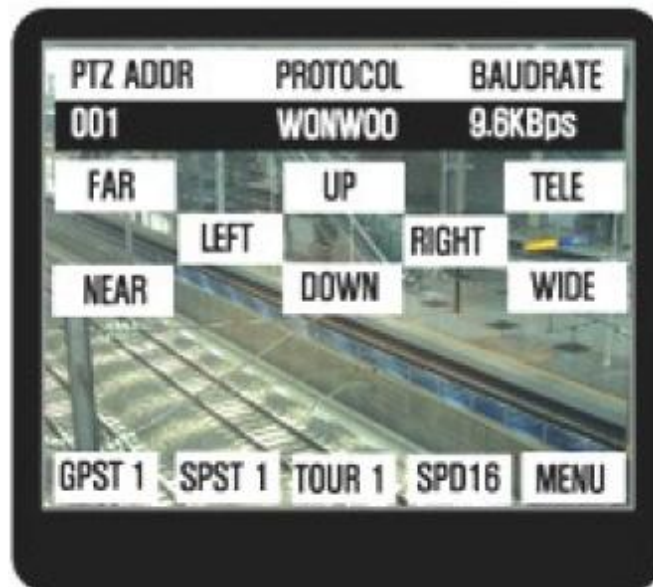 PTZ ADDR PROTOCOL BAUDRATE
001 WONWOO 9.6KBps
FAR UP TELE
LEFT RIGHT
NEAR DOWN WIDE
GPST 1 SPST 1 TOUR 1 SPD16 MENU